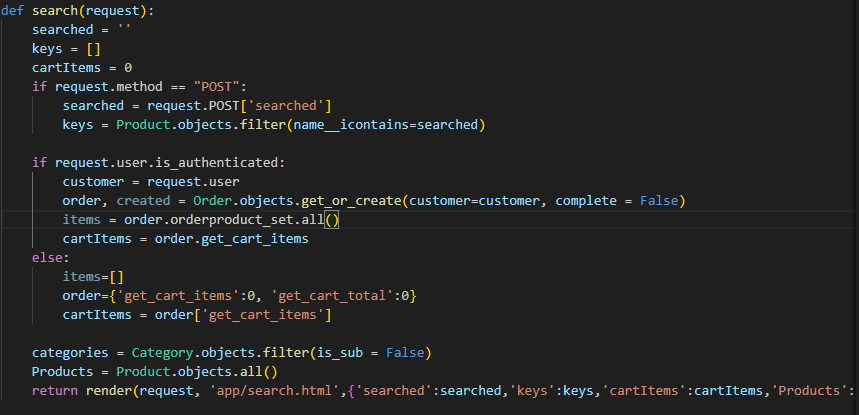 def search(request):
    searched = ''
    keys = []
    cartItems = 0
    if request.method == "POST":
        searched = request.POST['searched']
        keys = Product.objects.filter(name__icontains=searched)

    if request.user.is_authenticated:
        customer = request.user
        order, created = Order.objects.get_or_create(customer=customer, complete = False)
        items = order.orderproduct_set.all()
        cartItems = order.get_cart_items
    else:
        items=[]
        order={'get_cart_items':0, 'get_cart_total':0}
        cartItems = order['get_cart_items']

    categories = Category.objects.filter(is_sub = False)
    Products = Product.objects.all()
    return render(request, 'app/search.html',{'searched':searched,'keys':keys,'cartItems':cartItems,'Products':